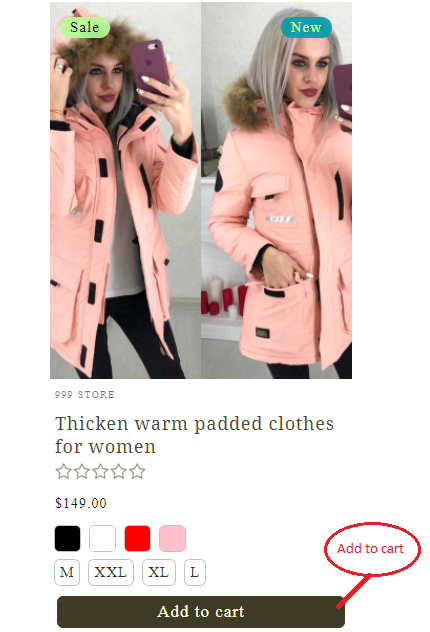 Sale
New
999 STORE
Thicken warm padded clothes
for women
$149.00
M XXL XL L
Add to cart
Add to cart